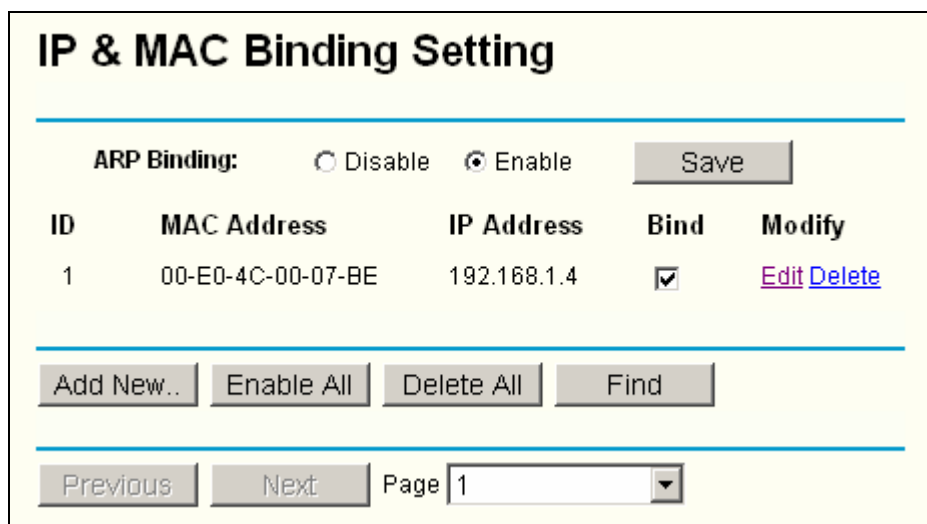 IP & MAC Binding Setting
ARP Binding: Disable Enable Save
ID MAC Address IP Address Bind Modify
1 00-E0-4C-00-07-BE 192.168.1.4 Edit Delete
Add New.. Enable All Delete All Find
Previous Next Page 1